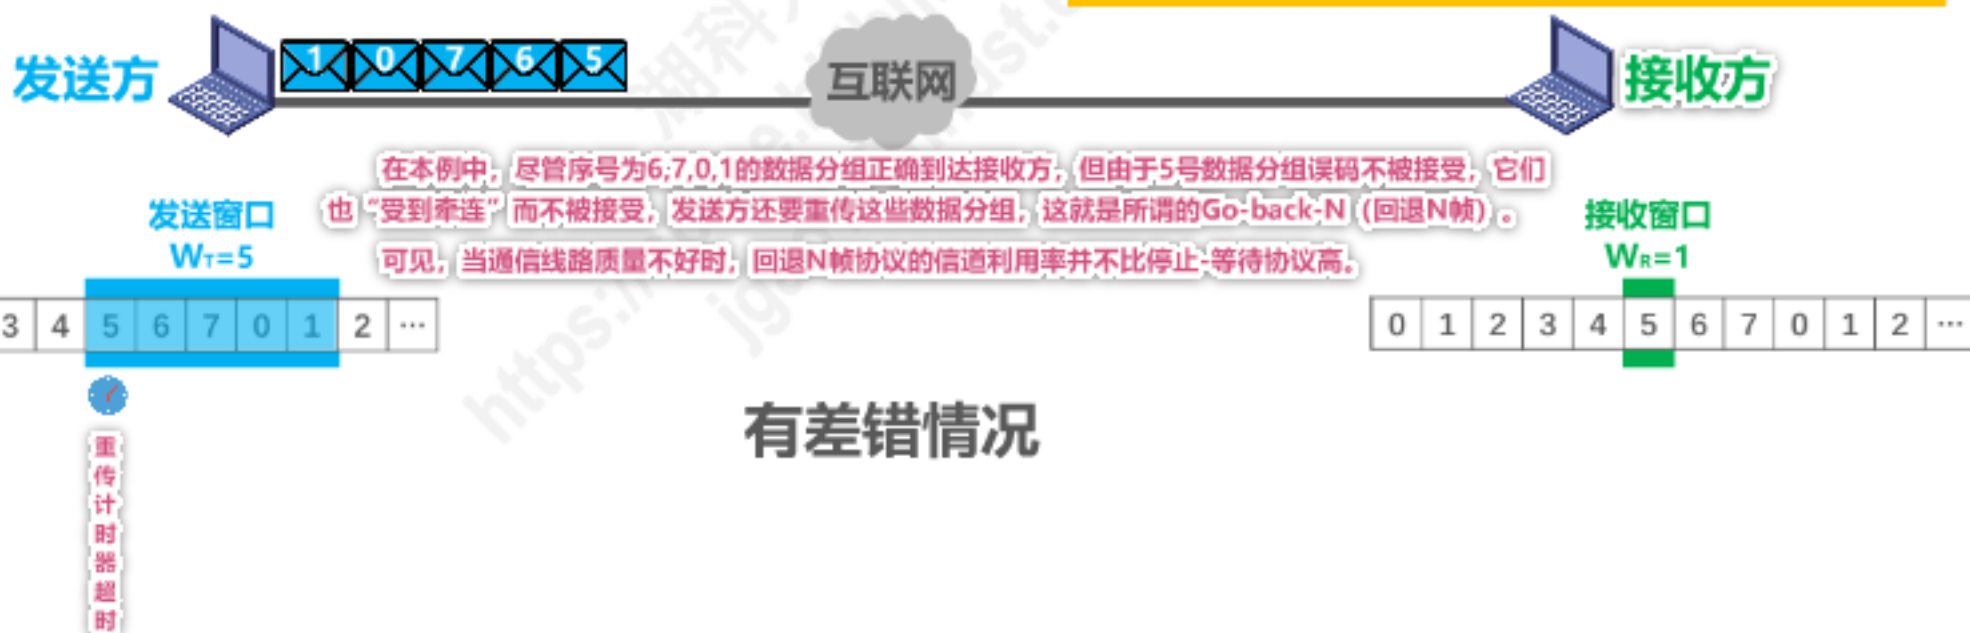 1 0 7 6 5
发送方
互联网
接收方
在本例中，尽管序号为6,7,0,1的数据分组正确到达接收方，但由于5号数据分组误码不被接受，它们
也“受到牵连”而不被接受，发送方还要重传这些数据分组，这就是所谓的Go-back-N（回退N帧）。
可见，当通信线路质量不好时，回退N帧协议的信道利用率并不比停止-等待协议高。
发送窗口
WT=5
接收窗口
WR=1
3 4 5 6 7 0 1 2 ...
0 1 2 3 4 5 6 7 0 1 2 ...
有差错情况
重传计时器超时
湖科
https:/